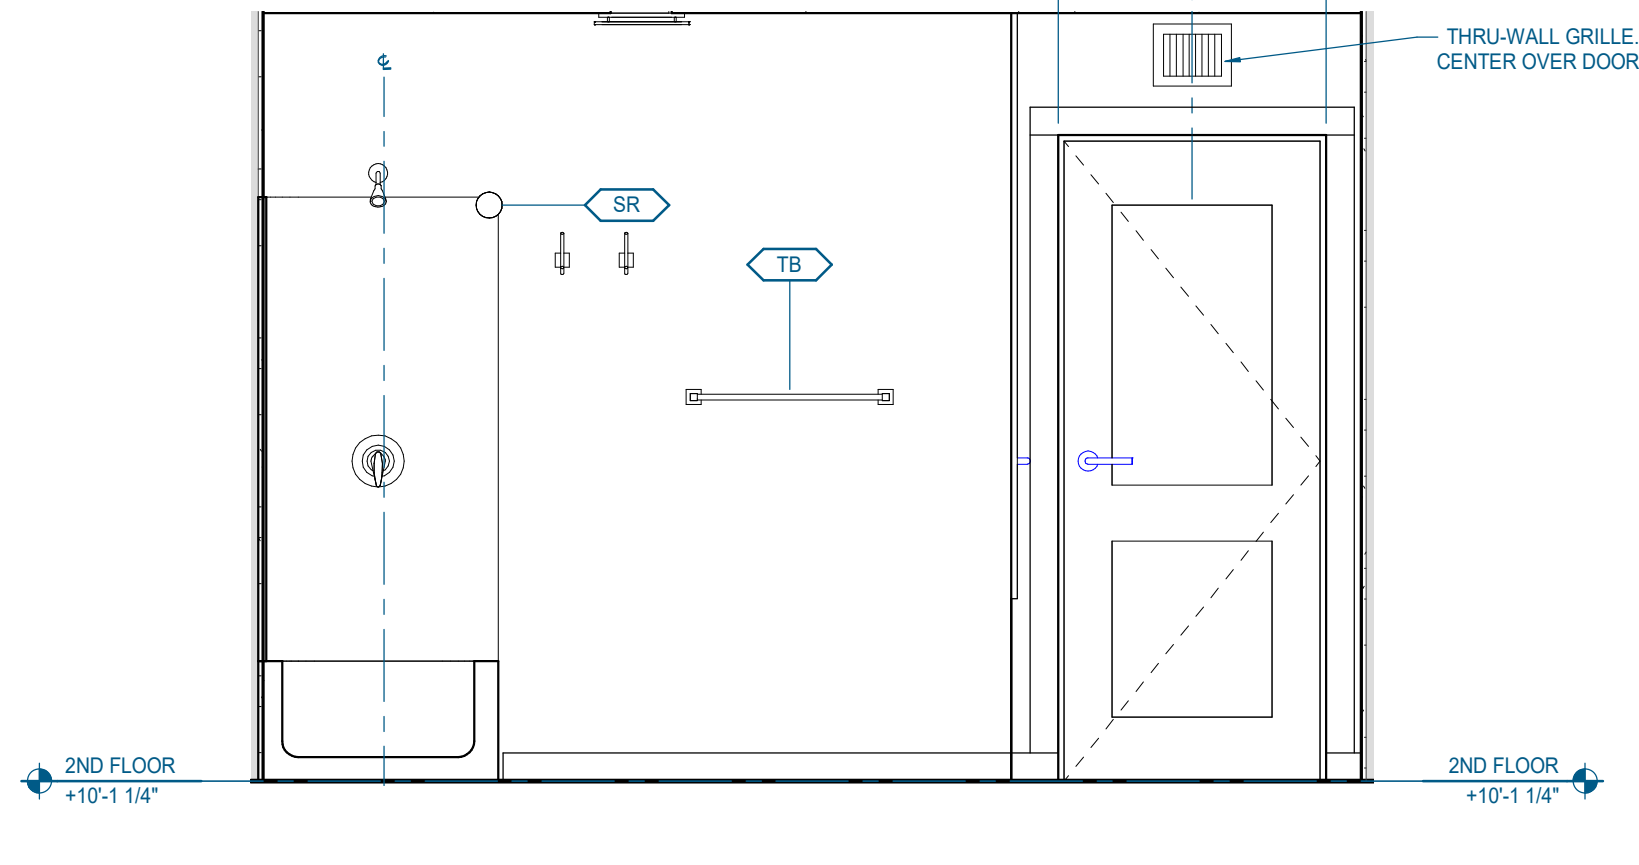 THRU-WALL GRILLE.
CENTER OVER DOOR
℄
SR
TB
2ND FLOOR
+10'-1 1/4"
2ND FLOOR
+10'-1 1/4"